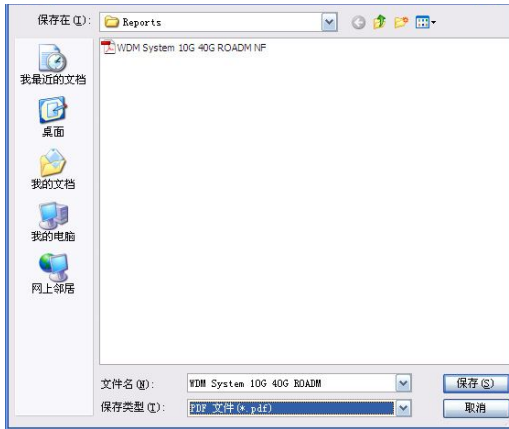 保存在(I): Reports
WDM System 10G 40G ROADM NF
我最近的文档
桌面
我的文档
我的电脑
网上邻居
文件名(N): WDM System 10G 40G ROADM 保存(S)
保存类型(T): PDF 文件(*.pdf) 取消